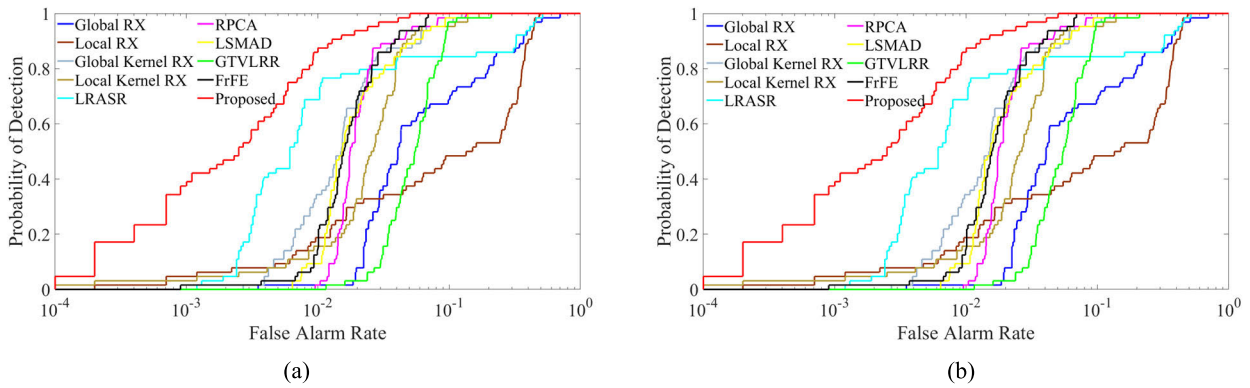 Probability of Detection
1
0.8
0.6
0.4
0.2
0
Global RX
Local RX
Global Kernel RX
Local Kernel RX
LRASR
RPCA
LSMAD
GTVLRR
FrFE
Proposed
10^-4
10^-3
10^-2
10^-1
10^0
False Alarm Rate
(a)
Probability of Detection
1
0.8
0.6
0.4
0.2
0
Global RX
Local RX
Global Kernel RX
Local Kernel RX
LRASR
RPCA
LSMAD
GTVLRR
FrFE
Proposed
10^-4
10^-3
10^-2
10^-1
10^0
False Alarm Rate
(b)